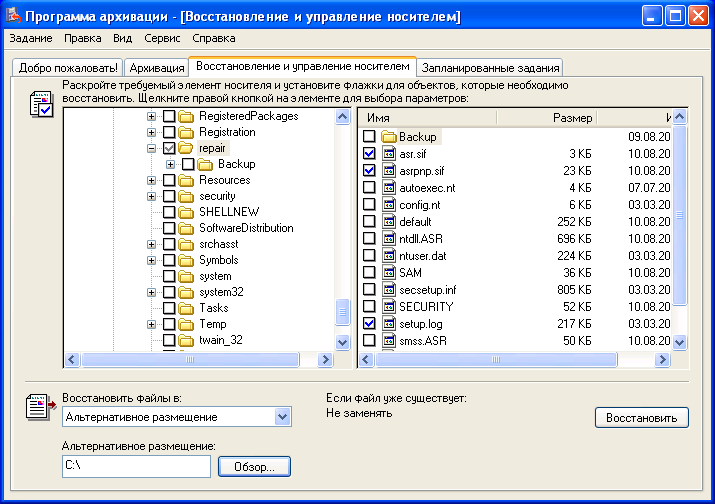 Программа архивации - [Восстановление и управление носителем]
Задание Правка Вид Сервис Справка
Добро пожаловать! Архивация Восстановление и управление носителем Запланированные задания
Раскройте требуемый элемент носителя и установите флажки для объектов, которые необходимо
восстановить. Щелкните правой кнопкой на элементе для выбора параметров:
RegisteredPackages
Registration
repair
Backup
Resources
security
SHELLNEW
SoftwareDistribution
srchasst
Symbols
system
system32
Tasks
Temp
twain_32
Имя Размер И
Backup 09.08.20
asr.sif 3 КБ 10.08.20
asrpnp.sif 23 КБ 10.08.20
autoexec.nt 4 КБ 07.07.20
config.nt 6 КБ 03.03.20
default 252 КБ 10.08.20
ntdll.ASR 696 КБ 10.08.20
ntuser.dat 224 КБ 03.03.20
SAM 36 КБ 10.08.20
secsetup.inf 805 КБ 03.03.20
SECURITY 52 КБ 10.08.20
setup.log 217 КБ 03.03.20
smss.ASR 50 КБ 10.08.20
Восстановить файлы в:
Альтернативное размещение
Если файл уже существует:
Не заменять
Восстановить
Альтернативное размещение:
C:\
Обзор...